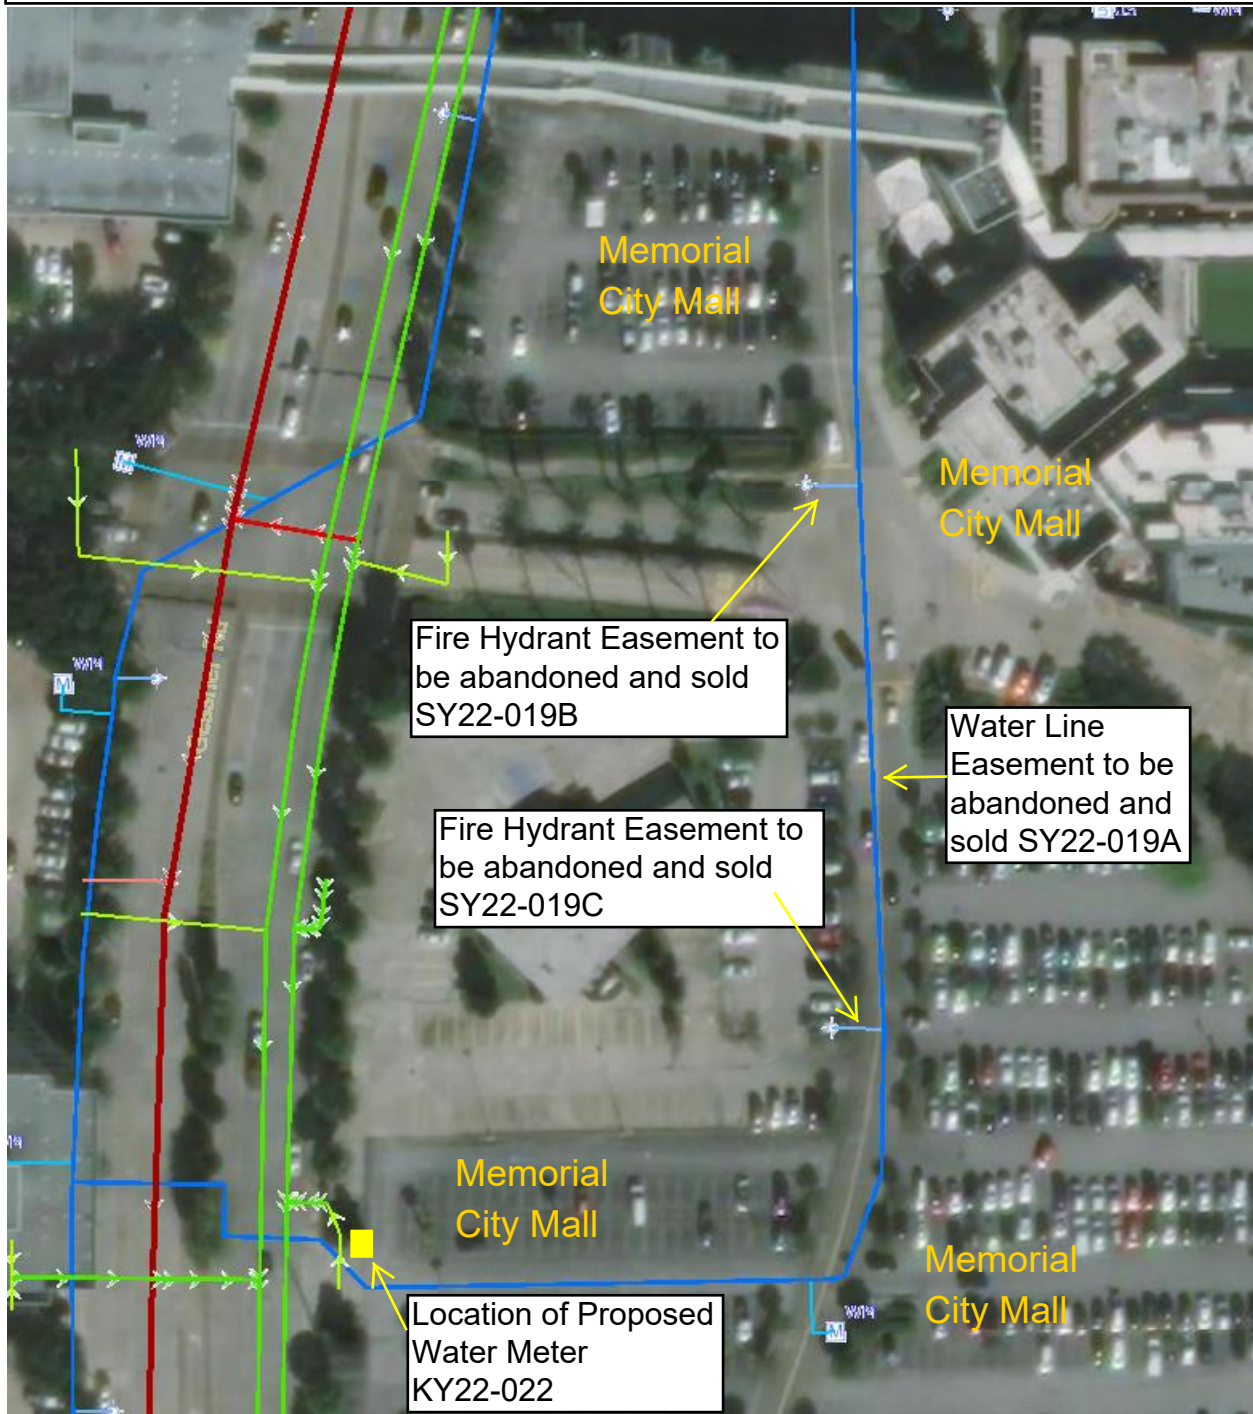 Memorial
City Mall
Memorial
City Mall
Fire Hydrant Easement to
be abandoned and sold
SY22-019B
Water Line
Easement to be
abandoned and
sold SY22-019A
Fire Hydrant Easement to
be abandoned and sold
SY22-019C
Memorial
City Mall
Memorial
City Mall
Location of Proposed
Water Meter
KY22-022
M
M